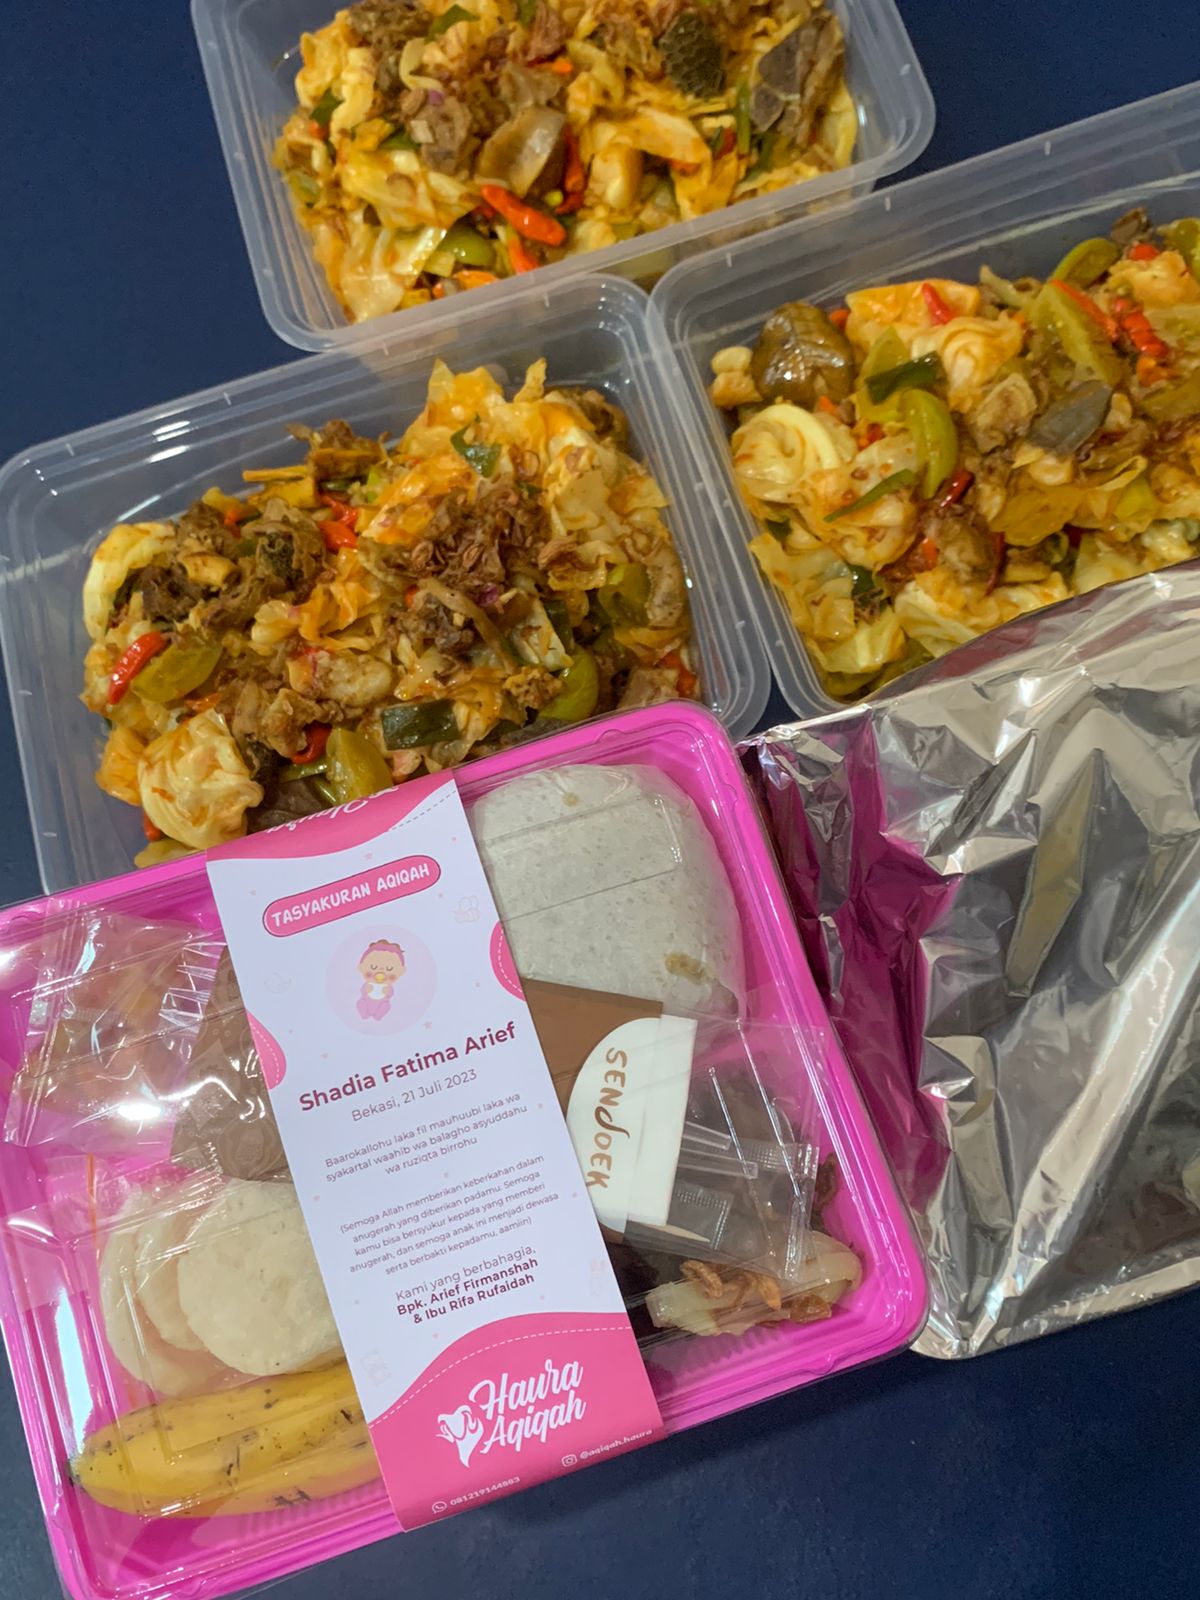 TASYAKURAN AQIQAH
Shadia Fatima Arief
Bekasi, 21 Juli 2023
Baarokallohu laka fil mauhuubi laka wa
syakartal waahib wa balagho asyuddahu
wa ruziqta birrohu
(Semoga Allah memberikan keberkahan dalam
anugerah yang diberikan padamu. Semoga
kamu bisa bersyukur kepada yang memberi
anugerah, dan semoga anak ini menjadi dewasa
serta berbakti kepadamu, aamiin)
Kami yang berbahagia,
Bpk. Arief Firmanshah
& Ibu Rifa Rufaidah
Haura
Aqiqah
081219144883
@aqiqah.haura
SENDOEK